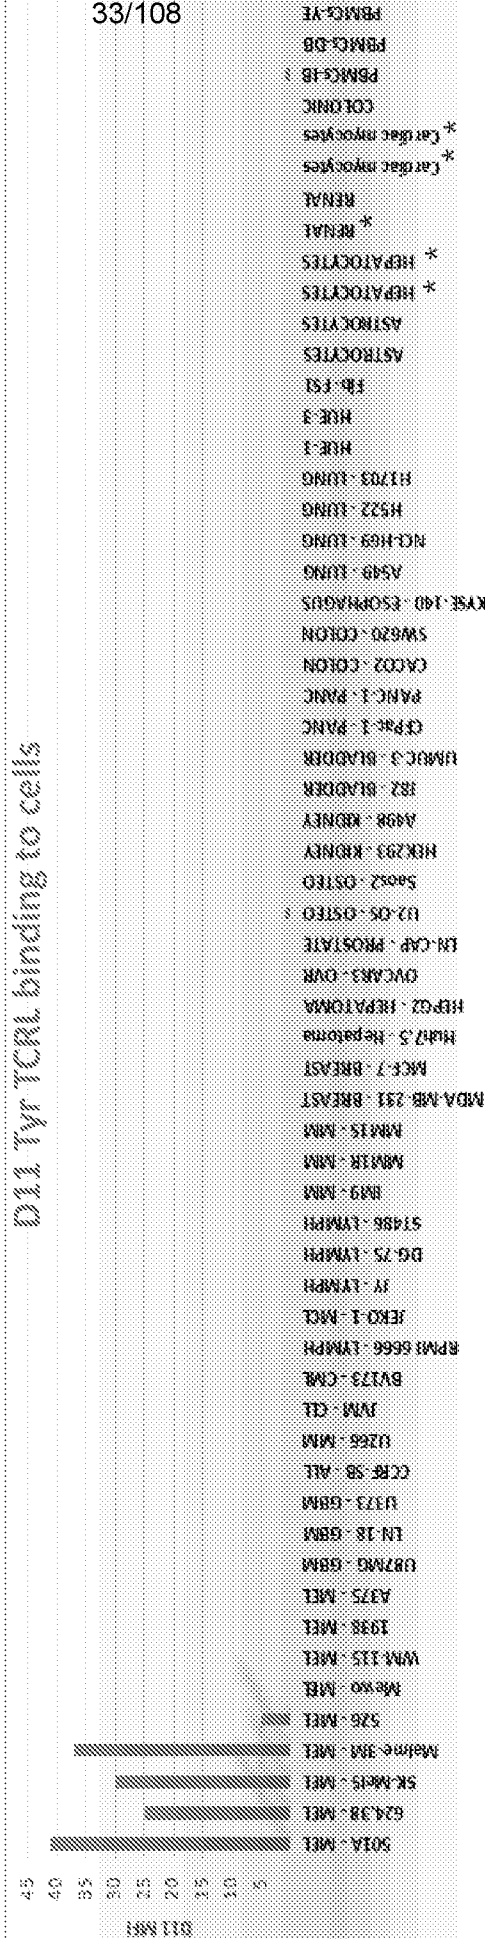 33/108
D11 Tyr TCRL binding to cells
D11 MFI
45
40
35
30
25
20
15
10
5
501A - MEL
624.38 - MEL
SK-Mel5 - MEL
Malme-3M - MEL
526 - MEL
Mewo - MEL
WM-115 - MEL
1938 - MEL
A375 - MEL
U87MG - GBM
LN-18 - GBM
U373 - GBM
CCRF-SB - ALL
U266 - MM
JVM - CLL
BV173 - CML
RPMI 6666 - LYMPH
JEKO-1 - MCL
JY - LYMPH
DG-75 - LYMPH
ST486 - LYMPH
IM9 - MM
MM1R - MM
MM1S - MM
MDA-MB-231 - BREAST
MCF-7 - BREAST
Huh7.5 - Hepatoma
HEPG2 - HEPATOMA
OVCAR3 - OVR
LN-CAP - PROSTATE
U2-OS - OSTEO
Saos2 - OSTEO
HEK293 - KIDNEY
A498 - KIDNEY
J82 - BLADDER
UMUC-3 - BLADDER
CFPac-1 - PANC
PANC-1 - PANC
CACO2 - COLON
SW620 - COLON
KYSE-140 - ESOPHAGUS
A549 - LUNG
NCI-H69 - LUNG
H522 - LUNG
H1703 - LUNG
HUE-1
HUE-3
Fib-FS1
ASTROCYTES
ASTROCYTES
HEPATOCYTES *
HEPATOCYTES *
RENAL *
RENAL
Cardiac myocytes *
Cardiac myocytes *
COLONIC
PBMCs-IB
PBMCs-DB
PBMCs-YE